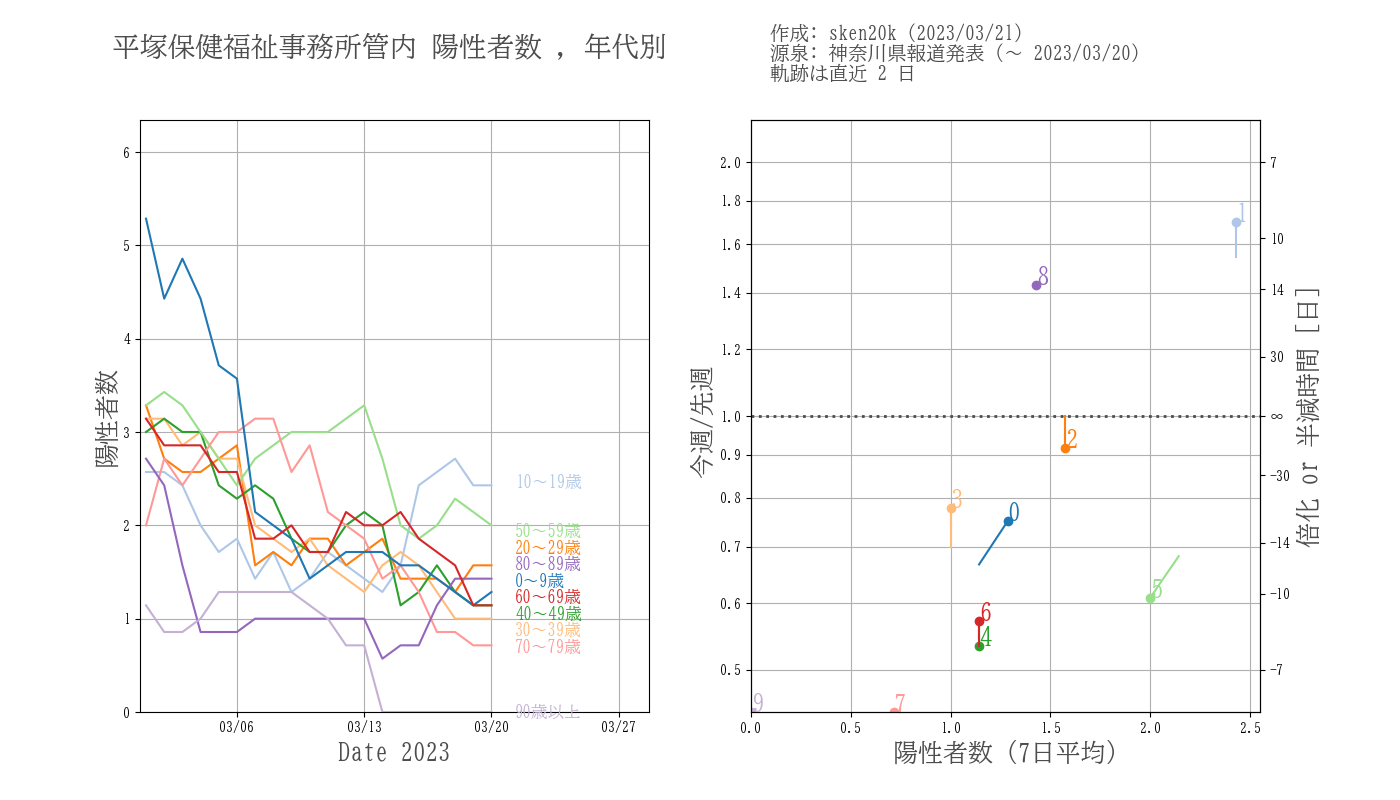 平塚保健福祉事務所管内 陽性者数 , 年代別
作成: sken20k (2023/03/21)
源泉: 神奈川県報道発表 (～ 2023/03/20)
軌跡は直近 2 日
陽性者数
6
5
4
3
2
1
0
03/06
03/13
03/20
03/27
Date 2023
10～19歳
50～59歳
20～29歳
80～89歳
0～9歳
60～69歳
40～49歳
30～39歳
70～79歳
90歳以上
今週/先週
2.0
1.8
1.6
1.4
1.2
1.0
0.9
0.8
0.7
0.6
0.5
0.0
0.5
1.0
1.5
2.0
2.5
陽性者数 (7日平均)
1
8
2
3
0
5
6
4
7
9
7
10
14
30
∞
-30
-14
-10
-7
倍化 or 半減時間 [日]